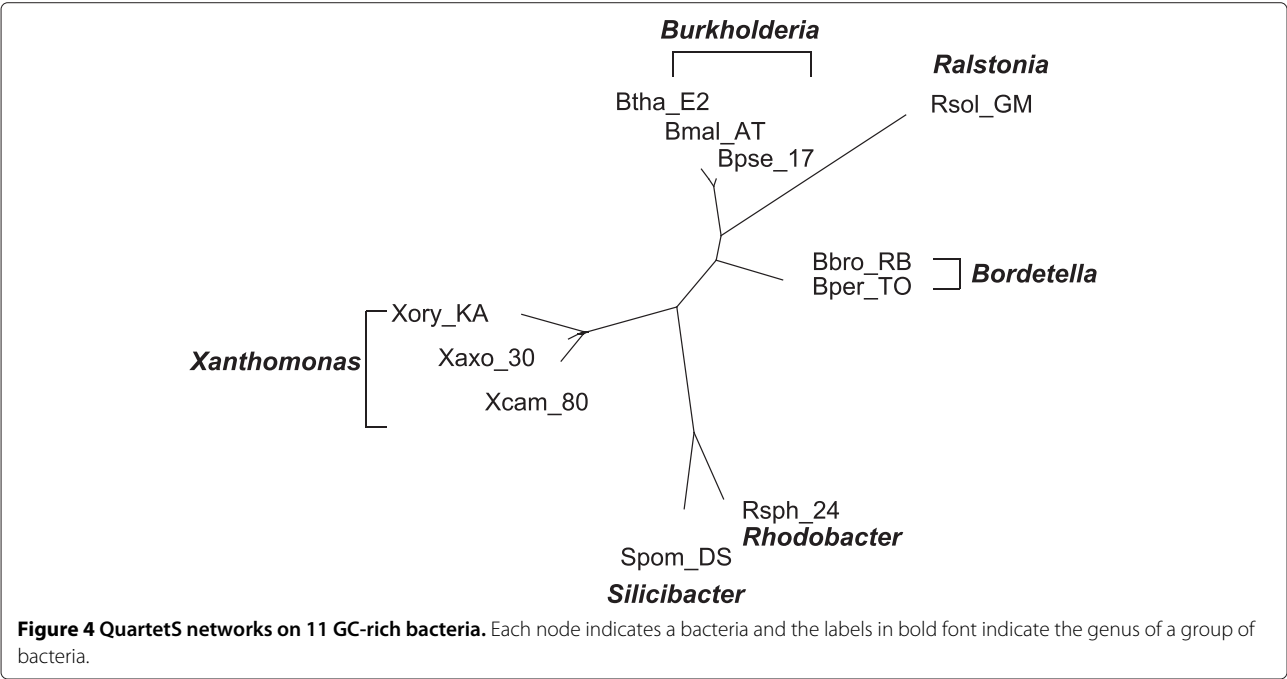 Burkholderia
Ralstonia
Btha_E2
Rsol_GM
Bmal_AT
Bpse_17
Bbro_RB
Bordetella
Bper_TO
Xory_KA
Xanthomonas
Xaxo_30
Xcam_80
Rsph_24
Rhodobacter
Spom_DS
Silicibacter
Figure 4 QuartetS networks on 11 GC-rich bacteria. Each node indicates a bacteria and the labels in bold font indicate the genus of a group of
bacteria.